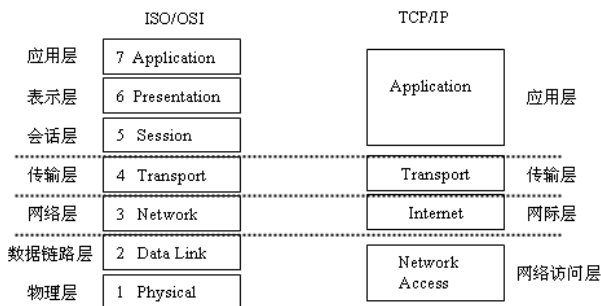 ISO/OSI TCP/IP
应用层 7 Application
表示层 6 Presentation Application 应用层
会话层 5 Session
传输层 4 Transport Transport 传输层
网络层 3 Network Internet 网际层
数据链路层 2 Data Link Network Access 网络访问层
物理层 1 Physical